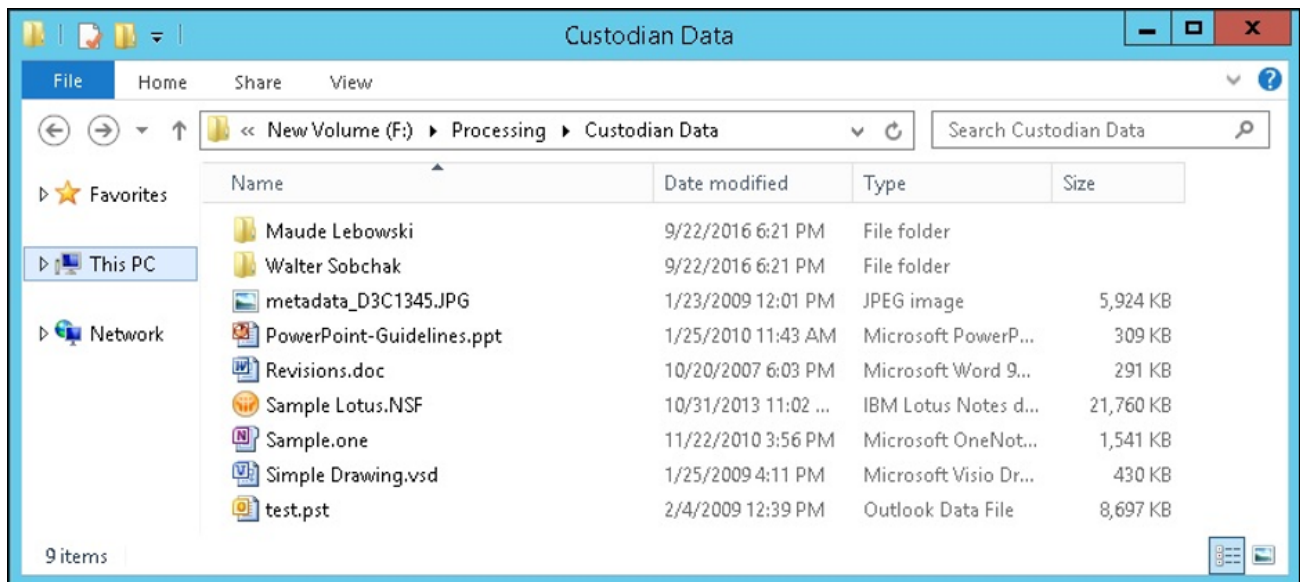 Custodian Data
File Home Share View
« New Volume (F:) Processing Custodian Data Search Custodian Data
Favorites
This PC
Network
Name Date modified Type Size
Maude Lebowski 9/22/2016 6:21 PM File folder
Walter Sobchak 9/22/2016 6:21 PM File folder
metadata_D3C1345.JPG 1/23/2009 12:01 PM JPEG image 5,924 KB
PowerPoint-Guidelines.ppt 1/25/2010 11:43 AM Microsoft PowerP... 309 KB
Revisions.doc 10/20/2007 6:03 PM Microsoft Word 9... 291 KB
Sample Lotus.NSF 10/31/2013 11:02 ... IBM Lotus Notes d... 21,760 KB
Sample.one 11/22/2010 3:56 PM Microsoft OneNot... 1,541 KB
Simple Drawing.vsd 1/25/2009 4:11 PM Microsoft Visio Dr... 430 KB
test.pst 2/4/2009 12:39 PM Outlook Data File 8,697 KB
9 items